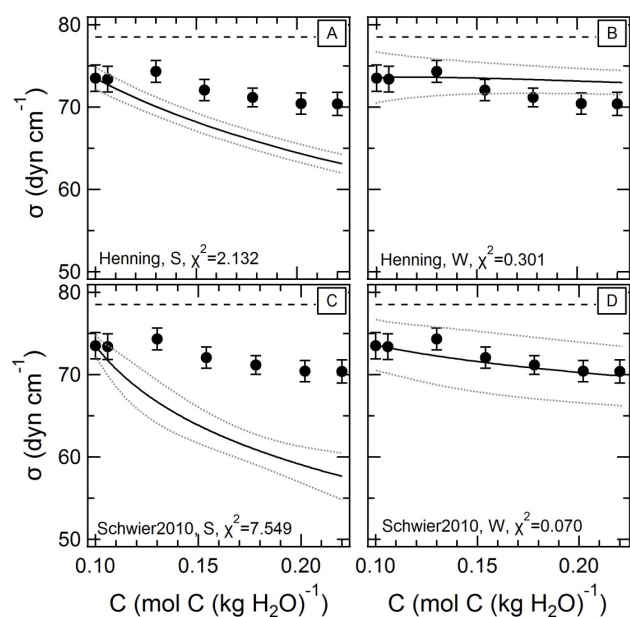 A
B
80
70
60
50
σ (dyn cm⁻¹)
Henning, S, χ²=2.132
Henning, W, χ²=0.301
C
D
80
70
60
50
σ (dyn cm⁻¹)
Schwier2010, S, χ²=7.549
Schwier2010, W, χ²=0.070
0.10 0.15 0.20 0.10 0.15 0.20
C (mol C (kg H₂O)⁻¹ C (mol C (kg H₂O)⁻¹